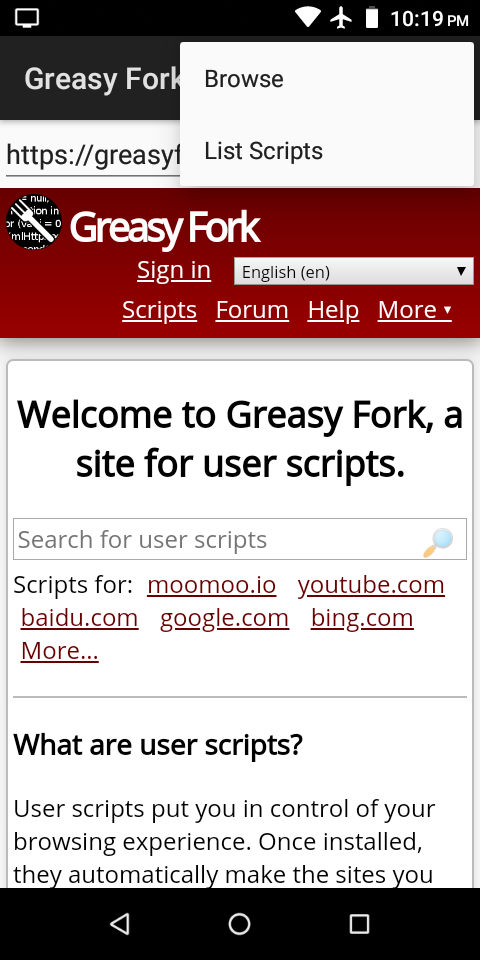 10:19 PM
Greasy Fork
Browse
List Scripts
https://greasyf
Greasy Fork
Sign in
English (en)
Scripts Forum Help More
Welcome to Greasy Fork, a
site for user scripts.
Search for user scripts
Scripts for: moomoo.io youtube.com
baidu.com google.com bing.com
More...
What are user scripts?
User scripts put you in control of your
browsing experience. Once installed,
they automatically make the sites you